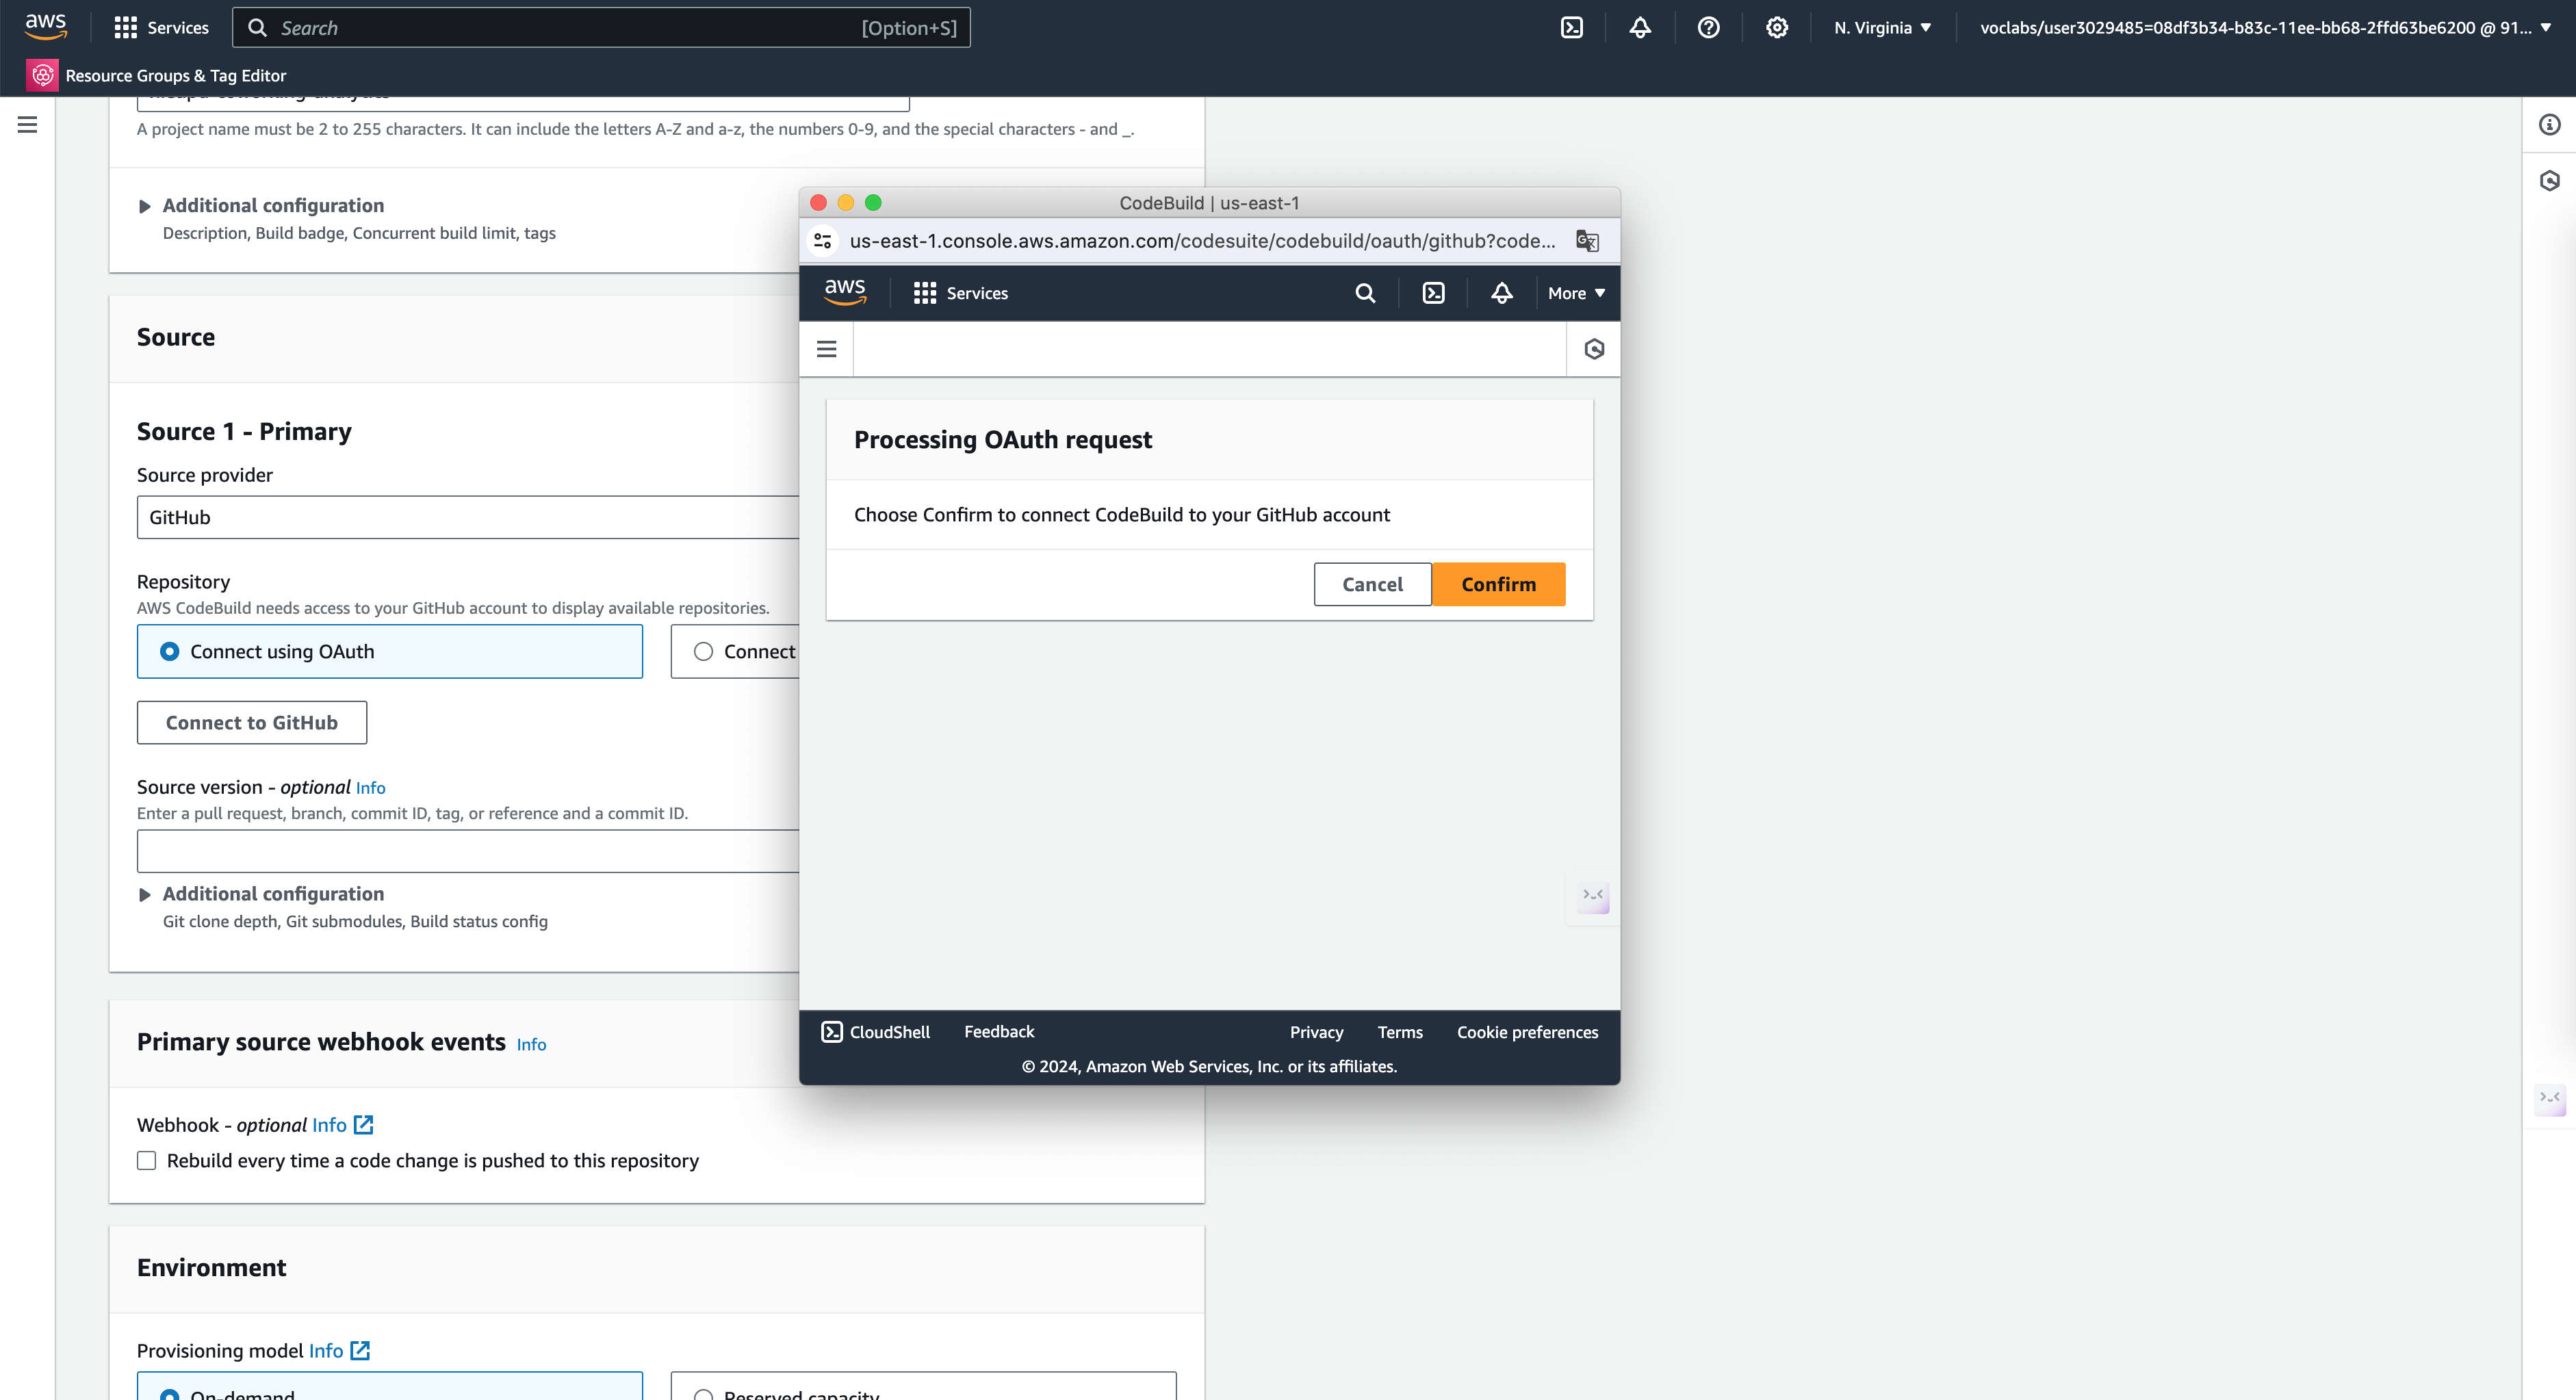 aws
Services
Search
[Option+S]
N. Virginia
voclabs/user3029485=08df3b34-b83c-11ee-bb68-2ffd63be6200 @ 91...
Resource Groups & Tag Editor
A project name must be 2 to 255 characters. It can include the letters A-Z and a-z, the numbers 0-9, and the special characters - and _.
Additional configuration
Description, Build badge, Concurrent build limit, tags
Source
Source 1 - Primary
Source provider
GitHub
Repository
AWS CodeBuild needs access to your GitHub account to display available repositories.
Connect using OAuth
Connect
Connect to GitHub
Source version - optional Info
Enter a pull request, branch, commit ID, tag, or reference and a commit ID.
Additional configuration
Git clone depth, Git submodules, Build status config
Primary source webhook events Info
Webhook - optional Info
Rebuild every time a code change is pushed to this repository
Environment
Provisioning model Info
On-demand
Reserved capacity
CodeBuild | us-east-1
us-east-1.console.aws.amazon.com/codesuite/codebuild/oauth/github?code...
aws
Services
More
Processing OAuth request
Choose Confirm to connect CodeBuild to your GitHub account
Cancel
Confirm
CloudShell
Feedback
Privacy
Terms
Cookie preferences
© 2024, Amazon Web Services, Inc. or its affiliates.